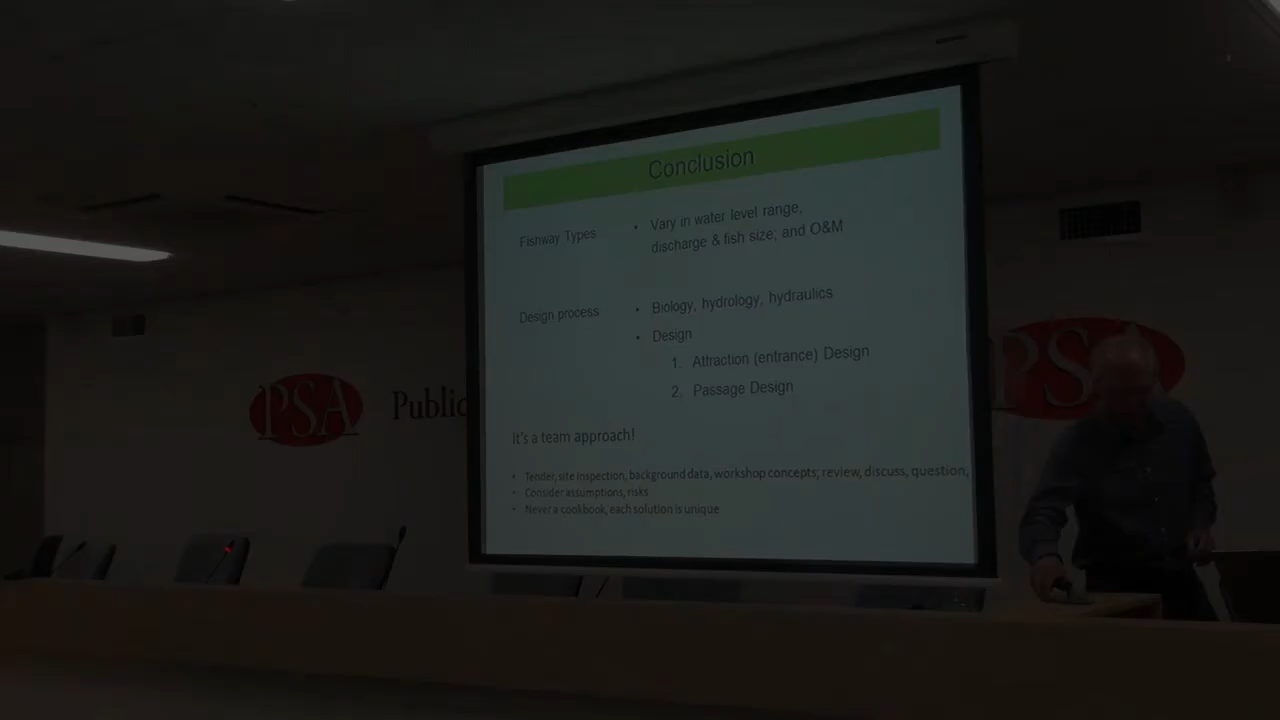 Conclusion
Fishway Types
• Vary in water level range,
discharge & fish size, and O&M
Design process
• Biology, hydrology, hydraulics
• Design
1. Attraction (entrance) Design
2. Passage Design
It's a team approach!
• Tender, site inspection, background data, workshop concepts; review, discuss, question,
• Consider assumptions, risks
• Never a cookbook, each solution is unique
PSA
Public
PS